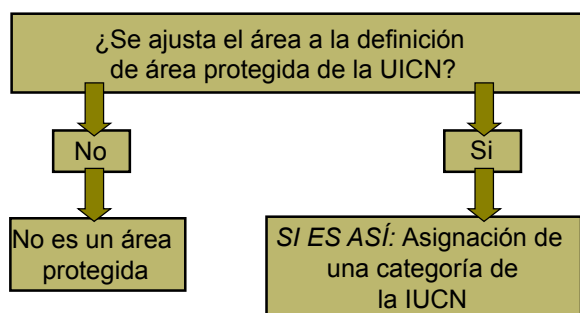 ¿Se ajusta el área a la definición
de área protegida de la UICN?
No
Si
No es un área
protegida
SI ES ASÍ: Asignación de
una categoría de
la IUCN